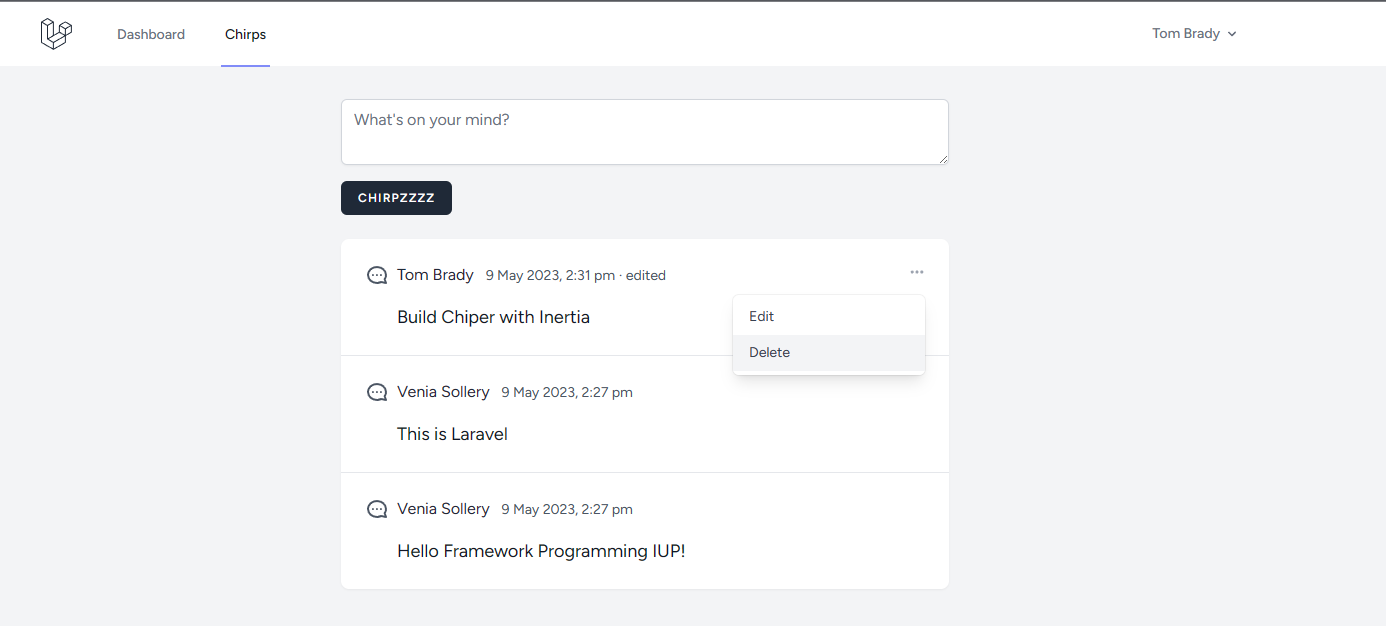 Dashboard
Chirps
Tom Brady
What's on your mind?
CHIRPZZZZ
Tom Brady 9 May 2023, 2:31 pm · edited
Build Chiper with Inertia
Edit
Delete
Venia Sollery 9 May 2023, 2:27 pm
This is Laravel
Venia Sollery 9 May 2023, 2:27 pm
Hello Framework Programming IUP!